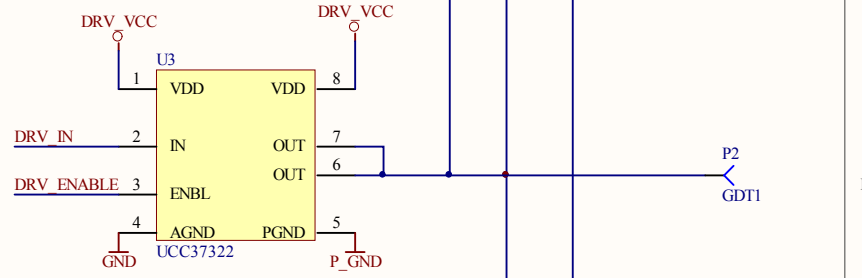 DRV_VCC
DRV_VCC
U3
1 VDD VDD 8
DRV_IN 2 IN OUT 7
OUT 6
P2
DRV_ENABLE 3 ENBL
GDT1
4 AGND PGND 5
UCC37322
GND P_GND